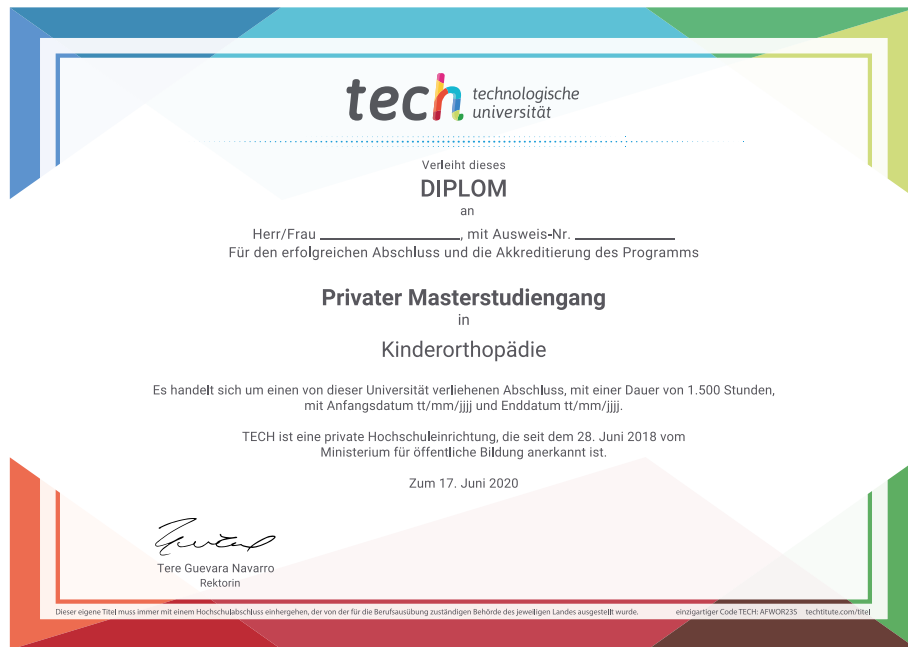 tech technologische
universität
Verleiht dieses
DIPLOM
an
Herr/Frau ____________________, mit Ausweis-Nr. ______________
Für den erfolgreichen Abschluss und die Akkreditierung des Programms
Privater Masterstudiengang
in
Kinderorthopädie
Es handelt sich um einen von dieser Universität verliehenen Abschluss, mit einer Dauer von 1.500 Stunden,
mit Anfangsdatum tt/mm/jjjj und Enddatum tt/mm/jjjj.
TECH ist eine private Hochschuleinrichtung, die seit dem 28. Juni 2018 vom
Ministerium für öffentliche Bildung anerkannt ist.
Zum 17. Juni 2020
Tere Guevara Navarro
Rektorin
Dieser eigene Titel muss immer mit einem Hochschulabschluss einhergehen, der von der für die Berufsausübung zuständigen Behörde des jeweiligen Landes ausgestellt wurde. einzigartiger Code TECH: AFWOR23S techtitute.com/titel